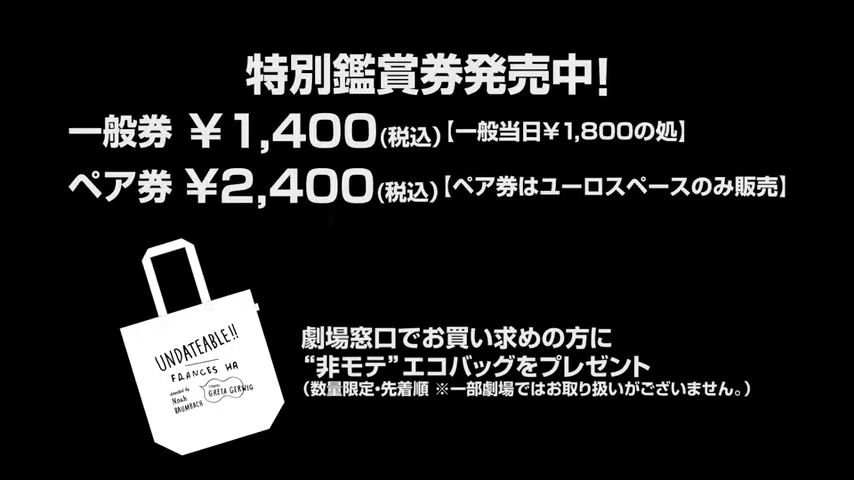 特別鑑賞券発売中!
一般券 ¥1,400(税込)【一般当日¥1,800の処】
ペア券 ¥2,400(税込)【ペア券はユーロスペースのみ販売】
UNDATEABLE!!
FRANCES HA
directed by
Noah
BAUMBACH
GRETA GERWIG
劇場窓口でお買い求めの方に
“非モテ”エコバッグをプレゼント
(数量限定・先着順 ※一部劇場ではお取り扱いがございません。)